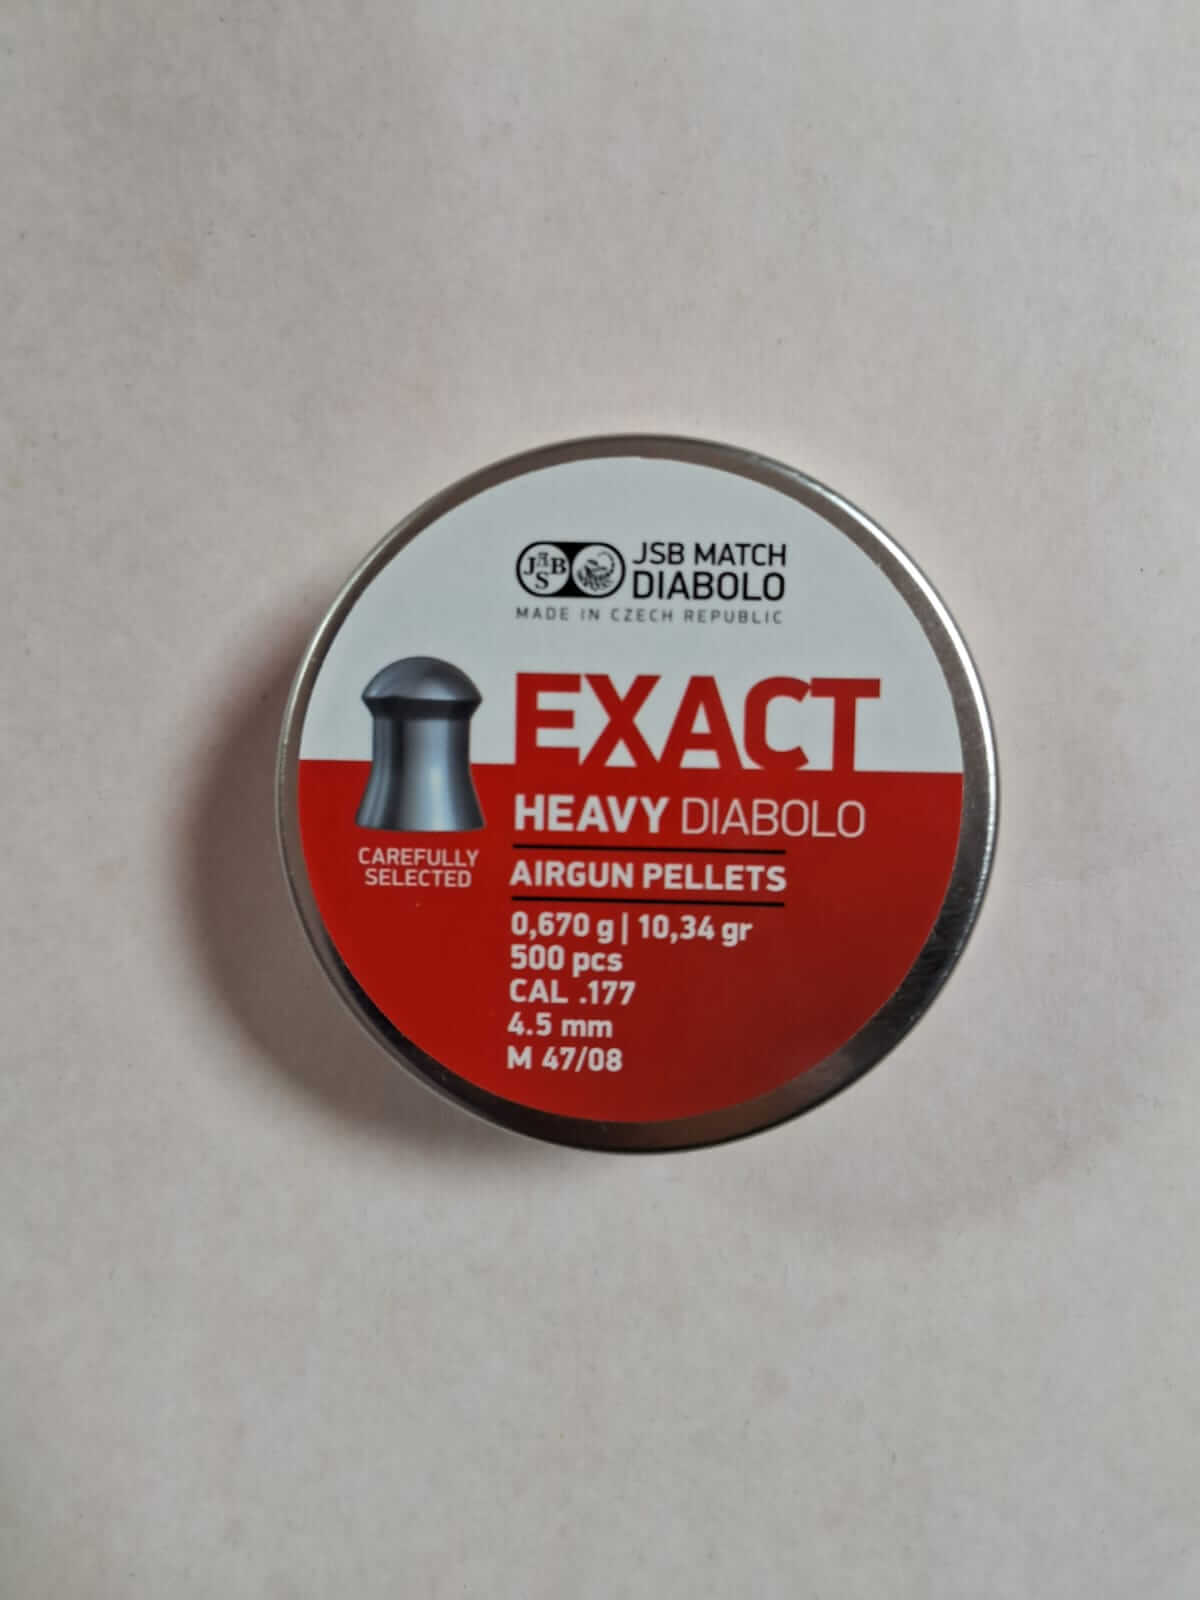 JSB MATCH
DIABOLO
MADE IN CZECH REPUBLIC
EXACT
HEAVY DIABOLO
CAREFULLY
SELECTED
AIRGUN PELLETS
0,670 g | 10,34 gr
500 pcs
CAL .177
4.5 mm
M 47/08